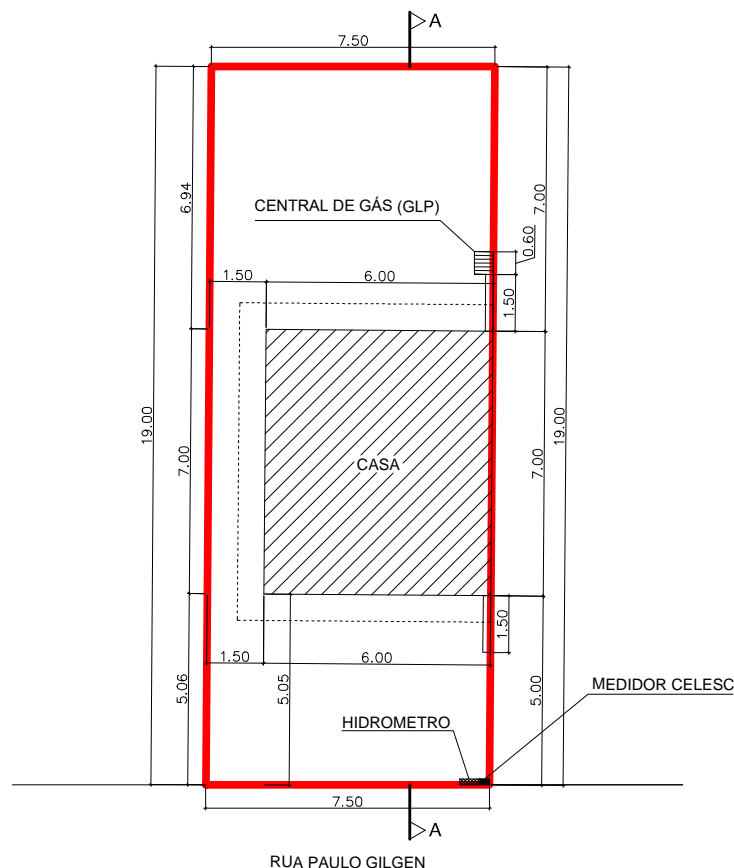 A
7.50
6.94
7.00
CENTRAL DE GÁS (GLP)
0.60
1.50
6.00
1.50
19.00
7.00
CASA
7.00
19.00
1.50
1.50
6.00
5.06
5.05
5.00
MEDIDOR CELESC
HIDROMETRO
7.50
A
RUA PAULO GILGEN